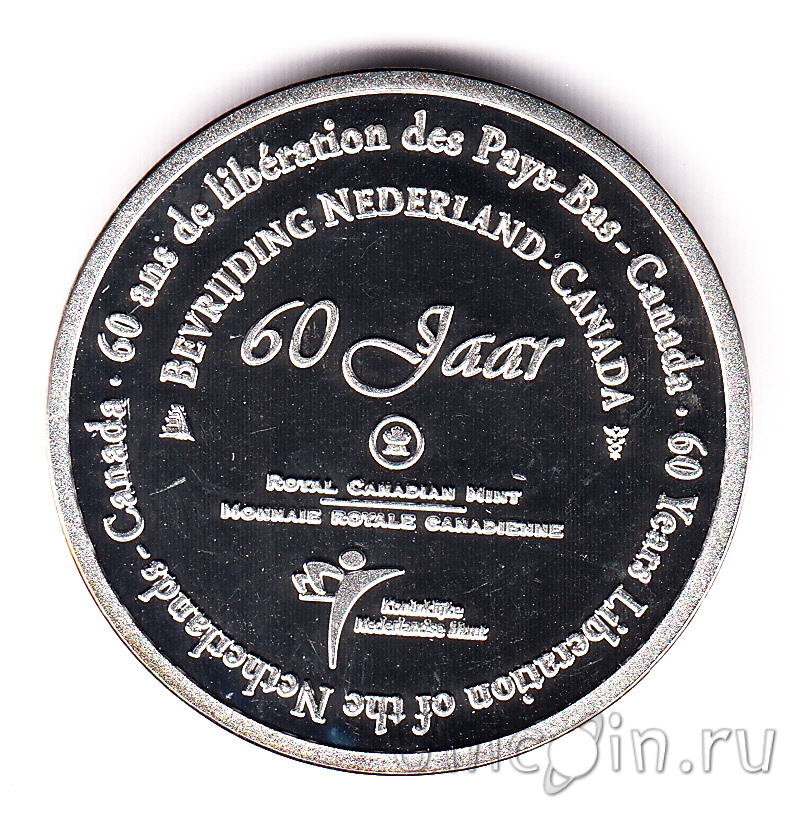 60 ans de libération des Pays-Bas - Canada · 60 Years Liberation of the Netherlands - Canada ·
BEVRIJDING NEDERLAND-CANADA
60 Jaar
ROYAL CANADIAN MINT
MONNAIE ROYALE CANADIENNE
Koninklijke
Nederlandse Munt